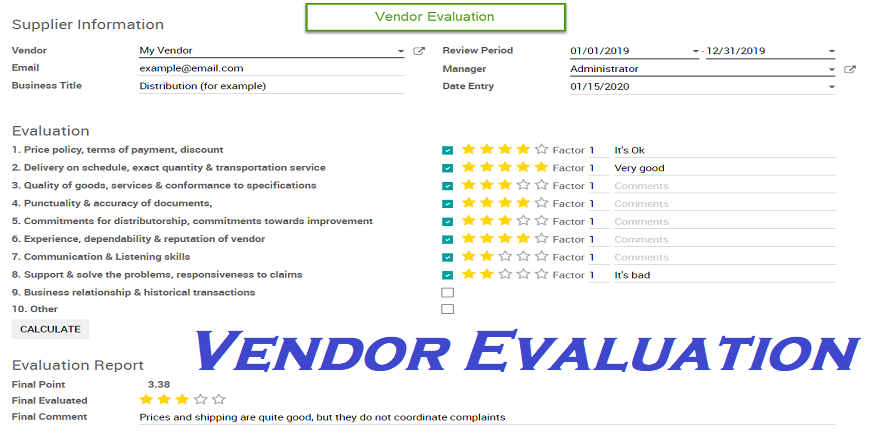 Vendor Evaluation
Supplier Information
Vendor My Vendor Review Period 01/01/2019 - 12/31/2019
Email example@email.com Manager Administrator
Business Title Distribution (for example) Date Entry 01/15/2020
Evaluation
1. Price policy, terms of payment, discount Factor 1 It's Ok
2. Delivery on schedule, exact quantity & transportation service Factor 1 Very good
3. Quality of goods, services & conformance to specifications Factor 1 Comments
4. Punctuality & accuracy of documents, Factor 1 Comments
5. Commitments for distributorship, commitments towards improvement Factor 1 Comments
6. Experience, dependability & reputation of vendor Factor 1 Comments
7. Communication & Listening skills Factor 1 Comments
8. Support & solve the problems, responsiveness to claims Factor 1 It's bad
9. Business relationship & historical transactions
10. Other
CALCULATE
VENDOR EVALUATION
Evaluation Report
Final Point 3.38
Final Evaluated
Final Comment Prices and shipping are quite good, but they do not coordinate complaints